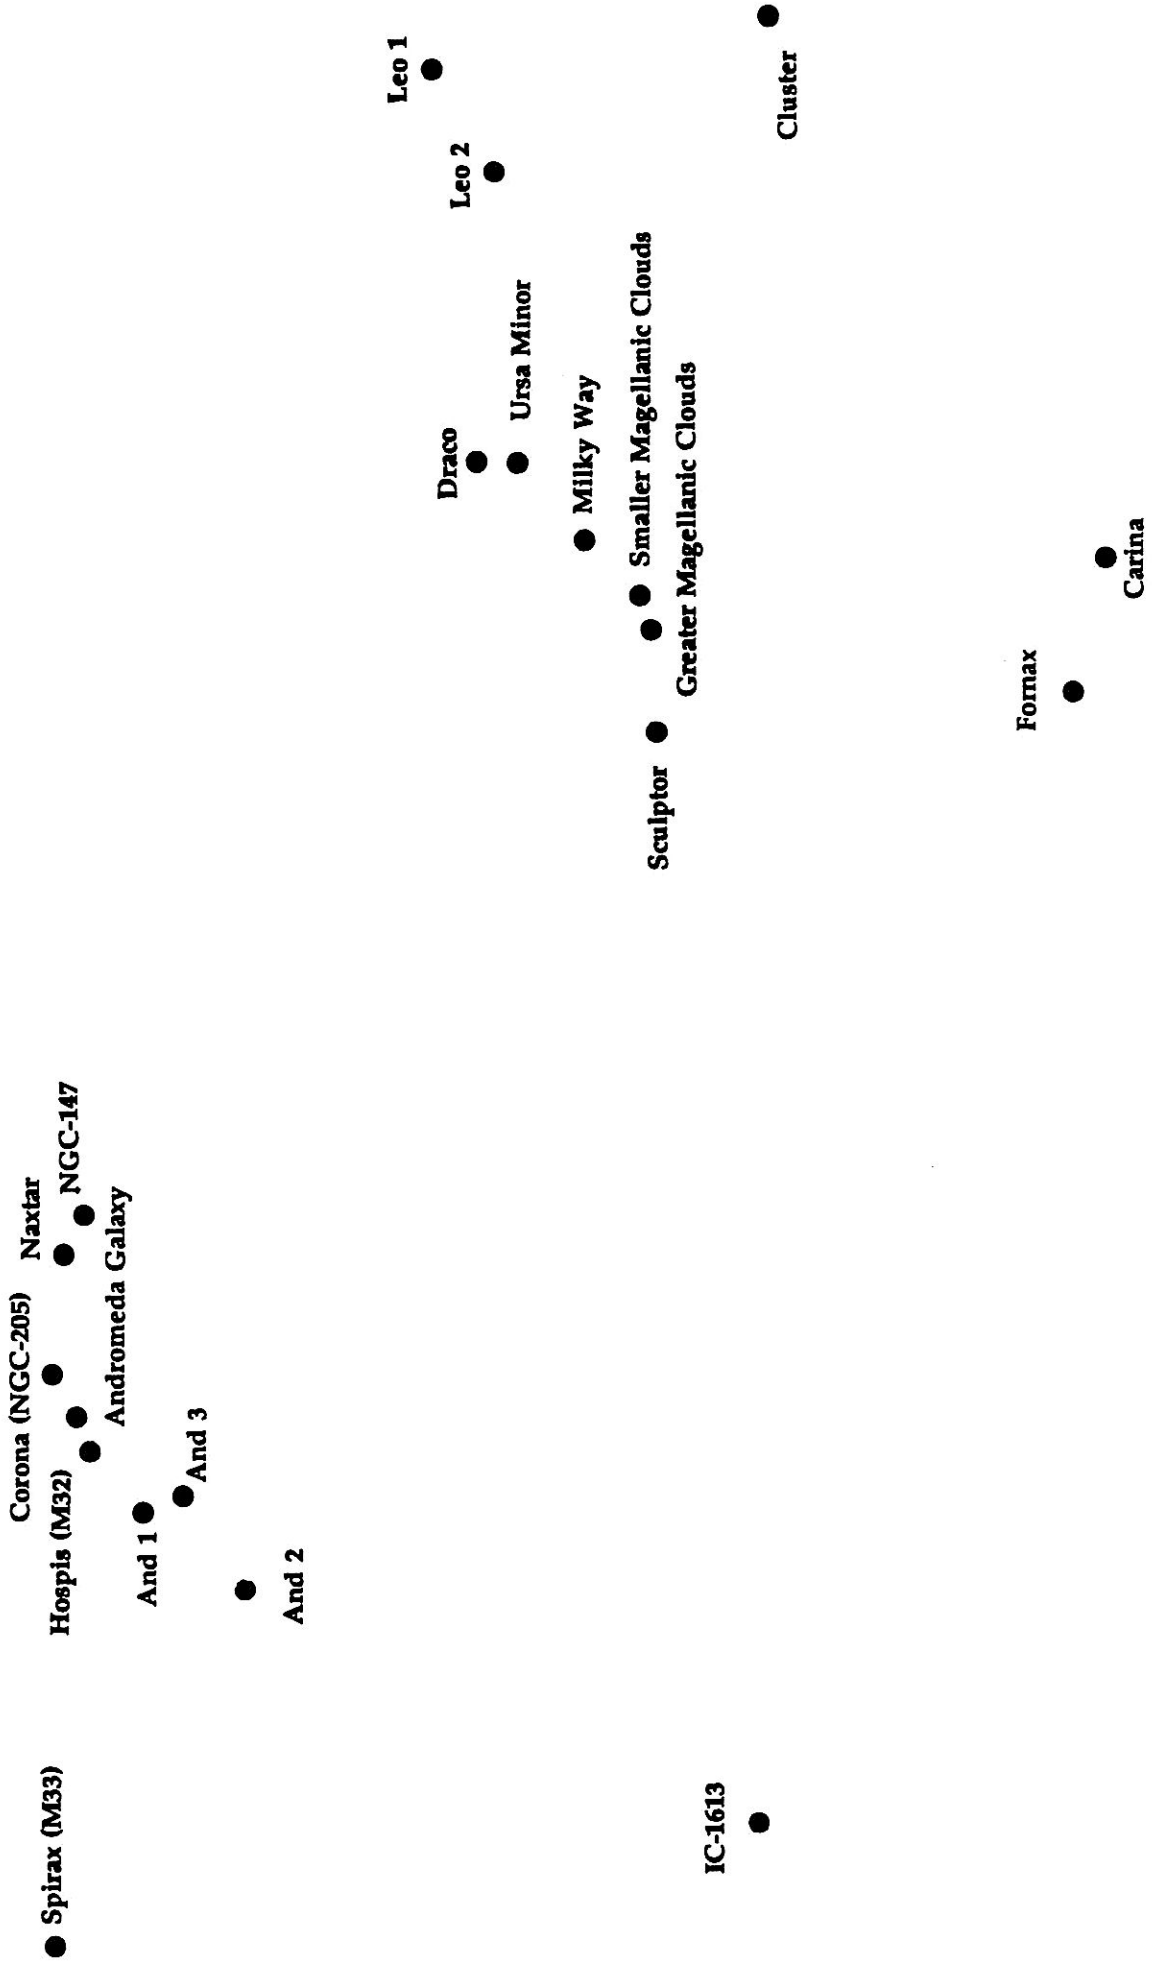 Spirax (M33)
Corona (NGC-205)
Naxtar
NGC-147
Hospis (M32)
Andromeda Galaxy
And 1
And 3
And 2
IC-1613
Leo 1
Leo 2
Draco
Ursa Minor
Milky Way
Smaller Magellanic Clouds
Greater Magellanic Clouds
Sculptor
Cluster
Fornax
Carina